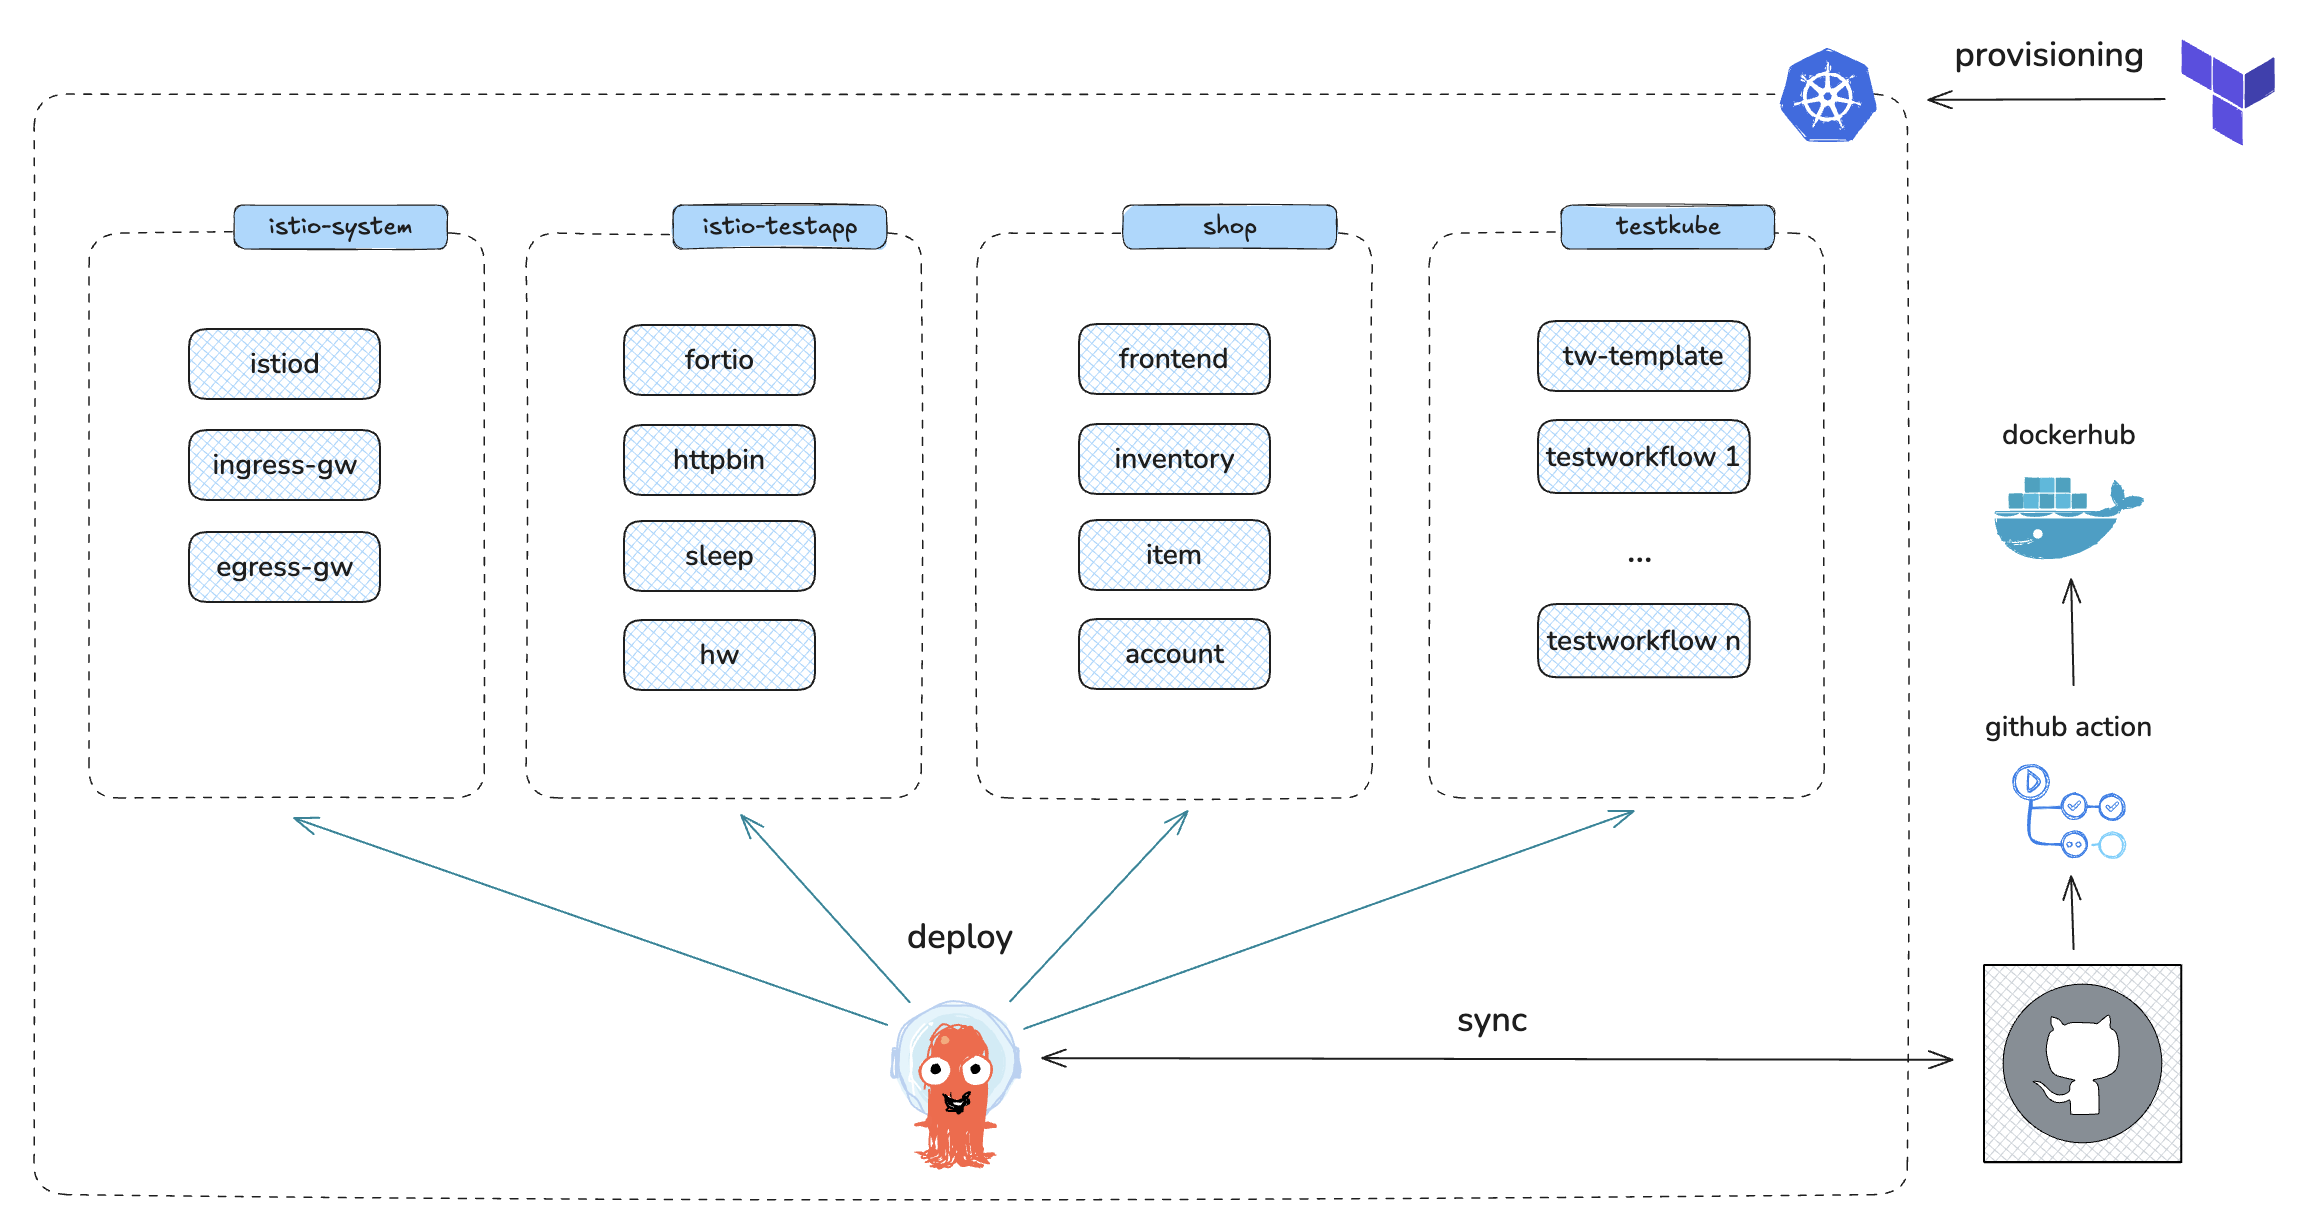 provisioning
istio-system
istiod
ingress-gw
egress-gw
istio-testapp
fortio
httpbin
sleep
hw
shop
frontend
inventory
item
account
testkube
tw-template
testworkflow 1
...
testworkflow n
dockerhub
github action
deploy
sync